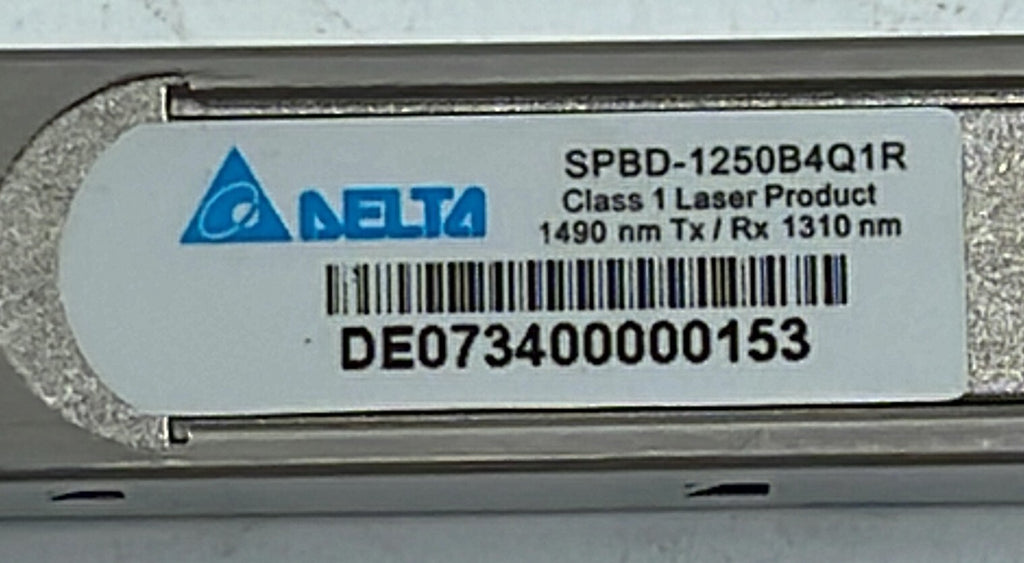 DELTA
SPBD-1250B4Q1R
Class 1 Laser Product
1490 nm Tx / Rx 1310 nm
DE073400000153